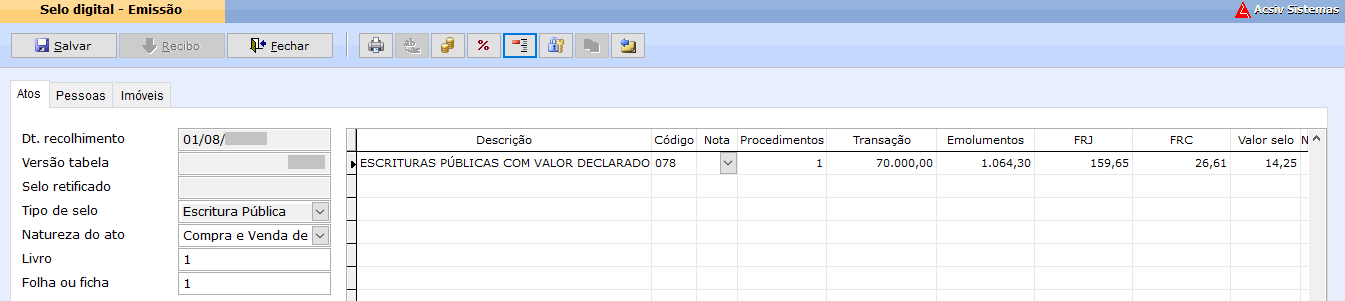 Selo digital - Emissão
Acsiv Sistemas
Salvar Recibo Fechar
Atos Pessoas Imóveis
Dt. recolhimento 01/08/
Versão tabela
Selo retificado
Tipo de selo Escritura Pública
Natureza do ato Compra e Venda de
Livro 1
Folha ou ficha 1
Descrição Código Nota Procedimentos Transação Emolumentos FRJ FRC Valor selo N
ESCRITURAS PÚBLICAS COM VALOR DECLARADO 078 1 70.000,00 1.064,30 159,65 26,61 14,25